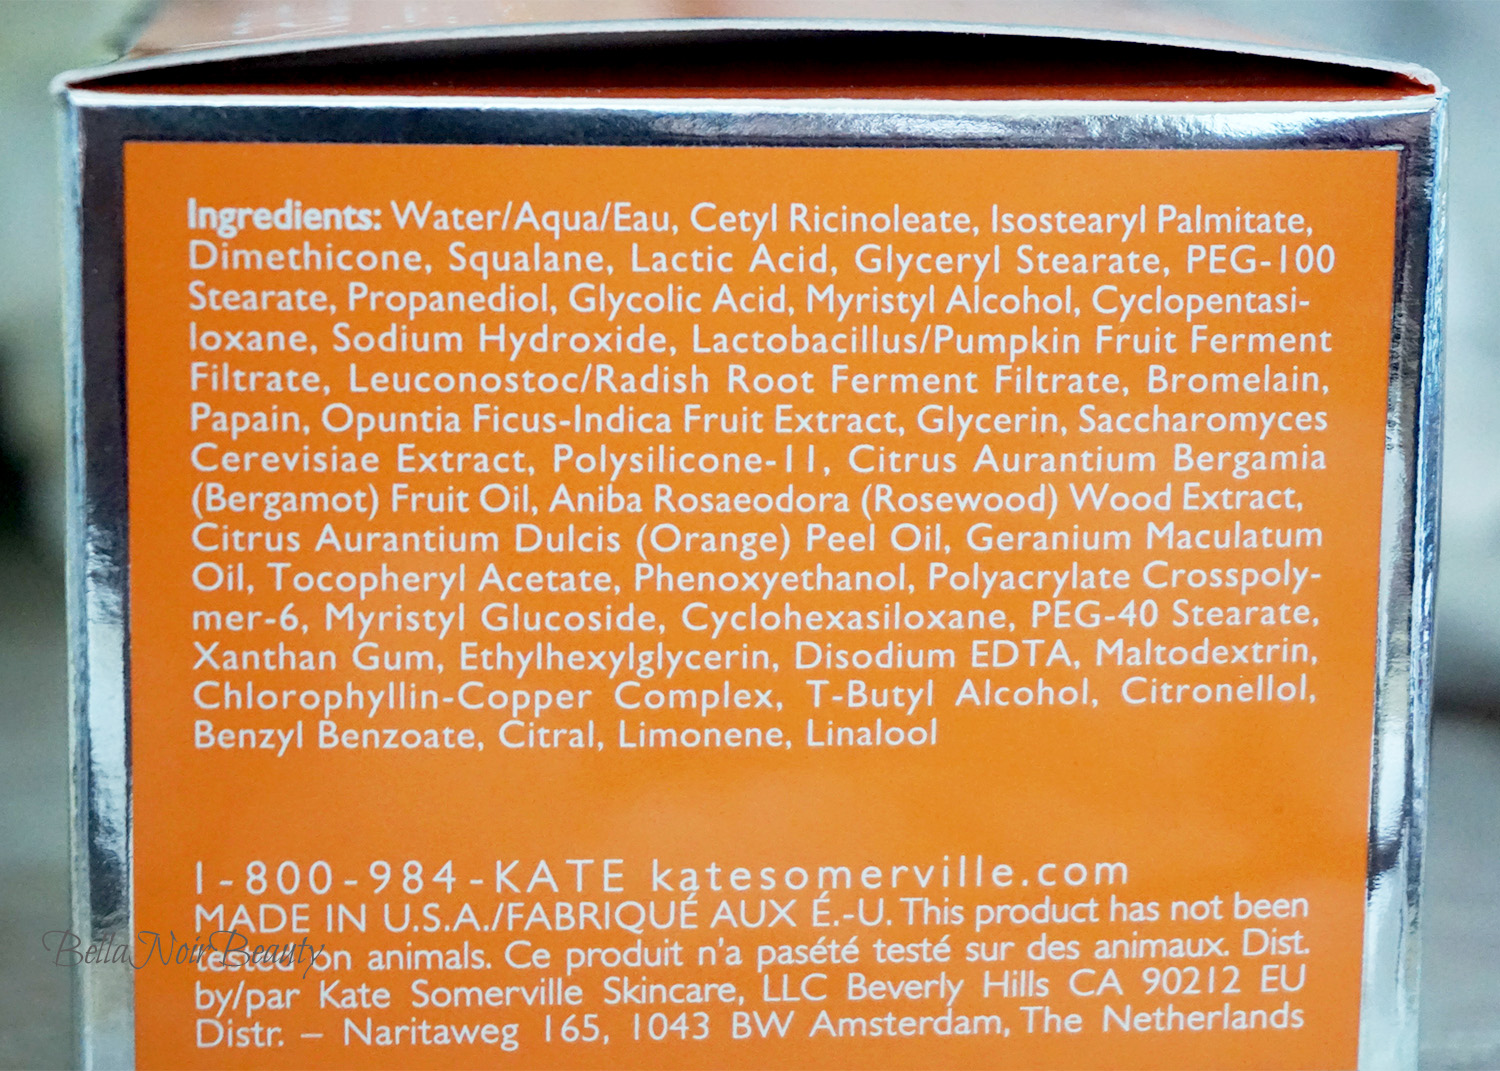 Ingredients: Water/Aqua/Eau, Cetyl Ricinoleate, Isostearyl Palmitate,
Dimethicone, Squalane, Lactic Acid, Glyceryl Stearate, PEG-100
Stearate, Propanediol, Glycolic Acid, Myristyl Alcohol, Cyclopentasi-
loxane, Sodium Hydroxide, Lactobacillus/Pumpkin Fruit Ferment
Filtrate, Leuconostoc/Radish Root Ferment Filtrate, Bromelain,
Papain, Opuntia Ficus-Indica Fruit Extract, Glycerin, Saccharomyces
Cerevisiae Extract, Polysilicone-11, Citrus Aurantium Bergamia
(Bergamot) Fruit Oil, Aniba Rosaeodora (Rosewood) Wood Extract,
Citrus Aurantium Dulcis (Orange) Peel Oil, Geranium Maculatum
Oil, Tocopheryl Acetate, Phenoxyethanol, Polyacrylate Crosspoly-
mer-6, Myristyl Glucoside, Cyclohexasiloxane, PEG-40 Stearate,
Xanthan Gum, Ethylhexylglycerin, Disodium EDTA, Maltodextrin,
Chlorophyllin-Copper Complex, T-Butyl Alcohol, Citronellol,
Benzyl Benzoate, Citral, Limonene, Linalool
1-800-984-KATE katesomerville.com
MADE IN U.S.A./FABRIQUÉ AUX É.-U. This product has not been
tested on animals. Ce produit n'a pasété testé sur des animaux. Dist.
by/par Kate Somerville Skincare, LLC Beverly Hills CA 90212 EU
Distr. – Naritaweg 165, 1043 BW Amsterdam, The Netherlands
Bella Noir Beauty